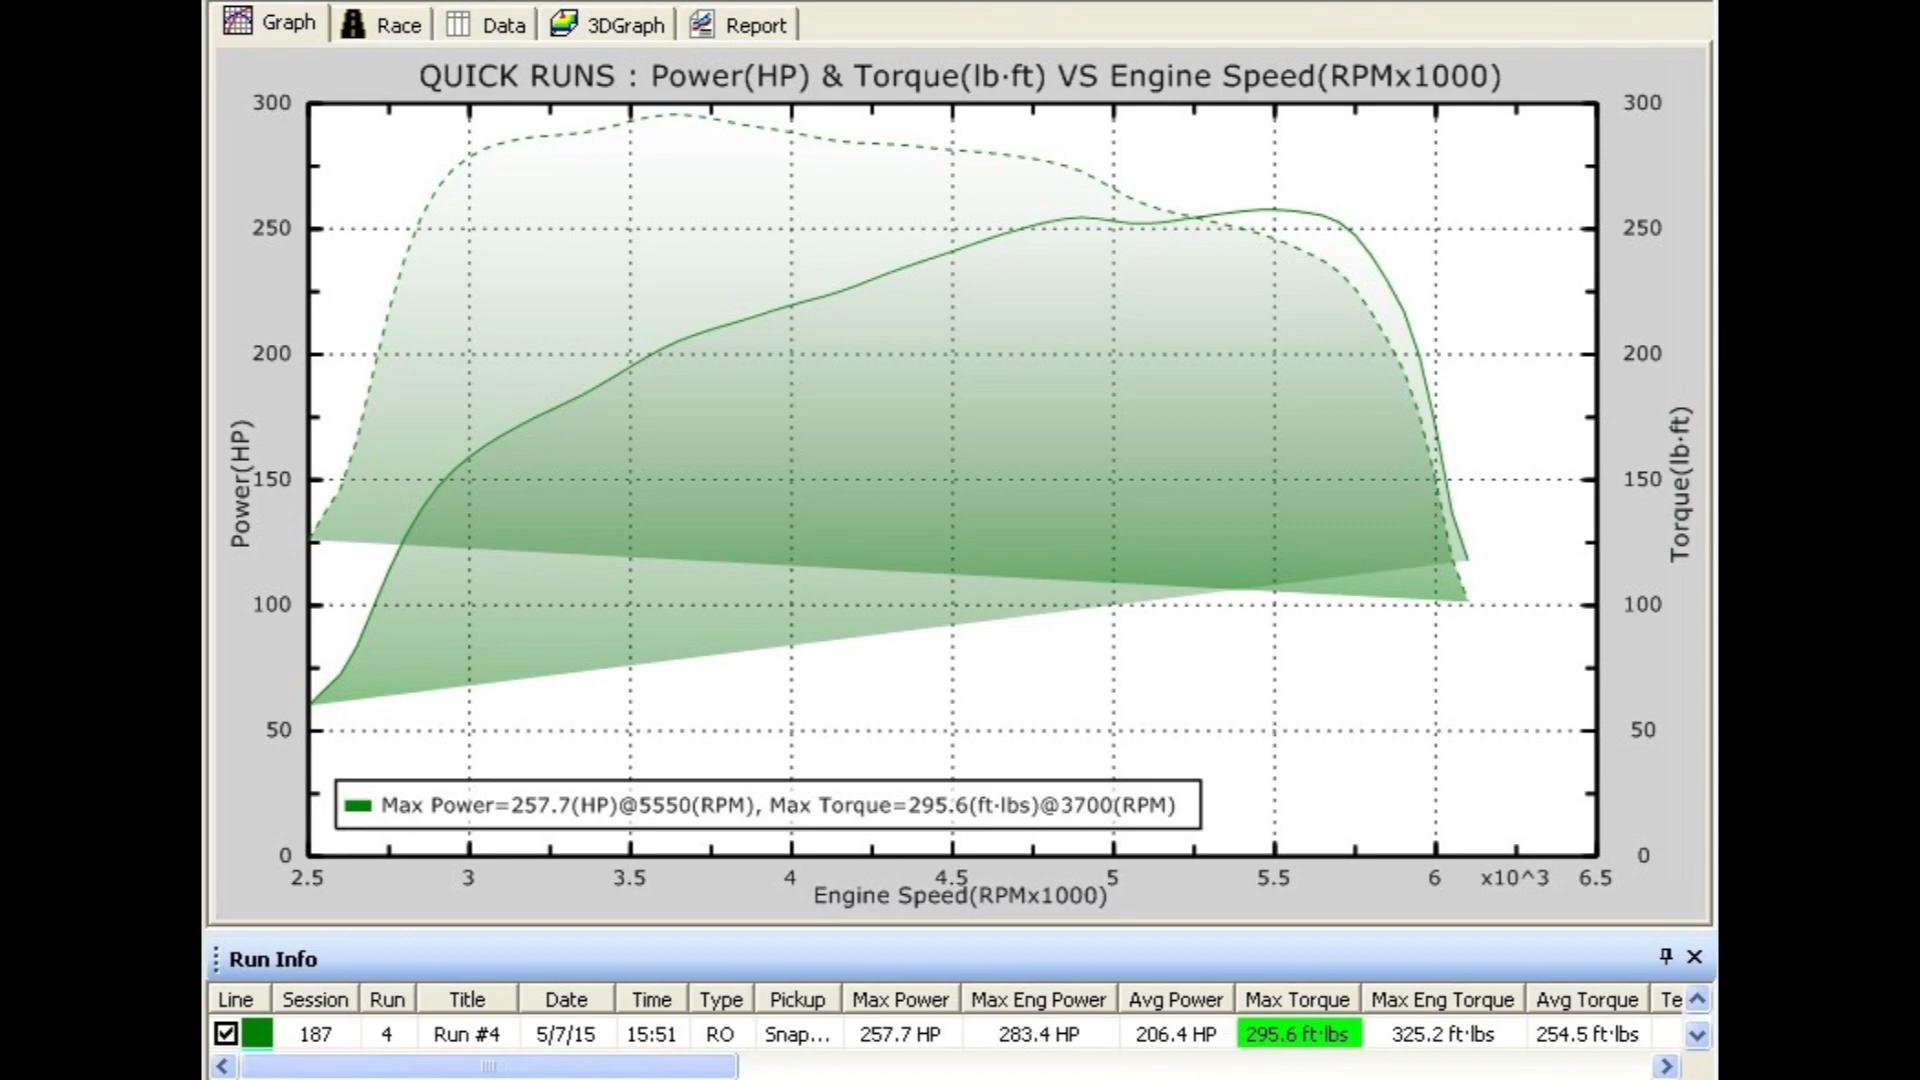 Graph Race Data 3DGraph Report
QUICK RUNS : Power(HP) & Torque(lb·ft) VS Engine Speed(RPMx1000)
300 300
250 250
200 200
150 150
100 100
50 50
0 0
Power(HP)
Torque(lb·ft)
Max Power=257.7(HP)@5550(RPM), Max Torque=295.6(ft·lbs)@3700(RPM)
2.5 3 3.5 4 4.5 5 5.5 6 x10^3 6.5
Engine Speed(RPMx1000)
Run Info
Line Session Run Title Date Time Type Pickup Max Power Max Eng Power Avg Power Max Torque Max Eng Torque Avg Torque Te
187 4 Run #4 5/7/15 15:51 RO Snap... 257.7 HP 283.4 HP 206.4 HP 295.6 ft·lbs 325.2 ft·lbs 254.5 ft·lbs